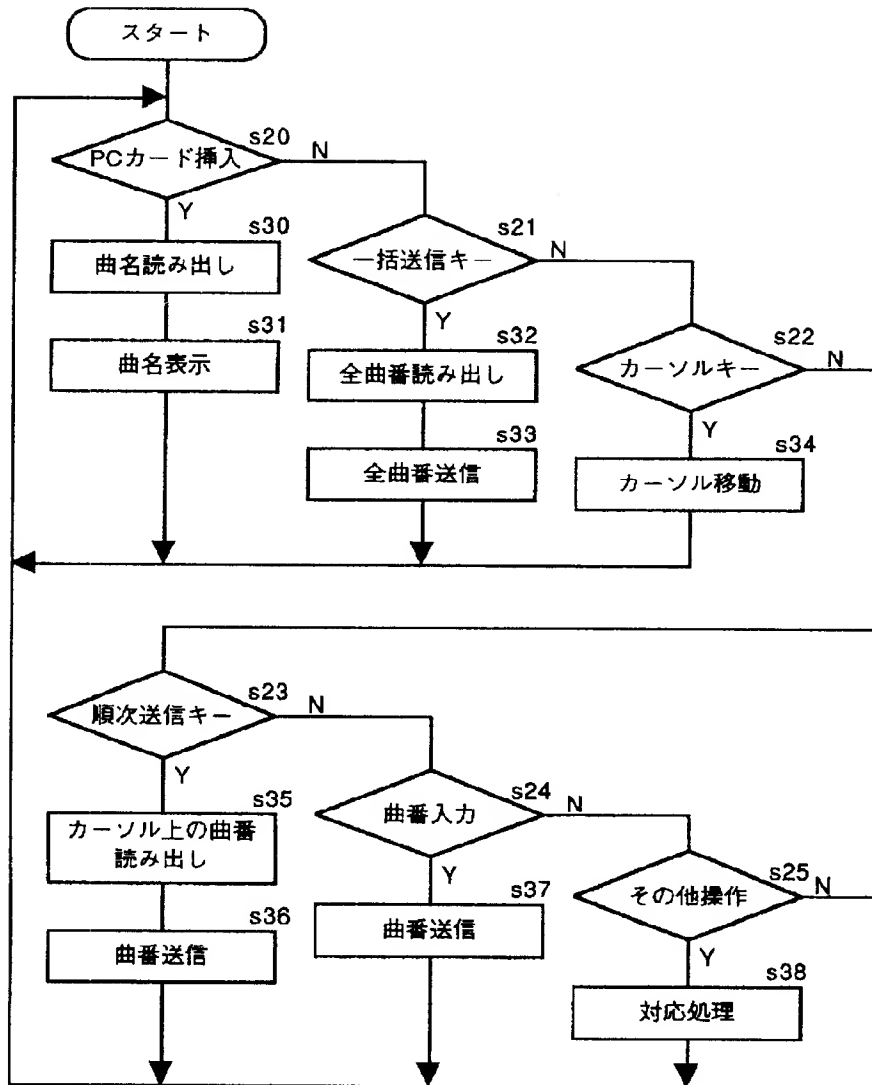 スタート
s20
PCカード挿入
N
Y
s30
曲名読み出し
s31
曲名表示
s21
一括送信キー
N
Y
s32
全曲番読み出し
s33
全曲番送信
s22
カーソルキー
N
Y
s34
カーソル移動
s23
順次送信キー
N
Y
s35
カーソル上の曲番
読み出し
s36
曲番送信
s24
曲番入力
N
Y
s37
曲番送信
s25
その他操作
N
Y
s38
対応処理